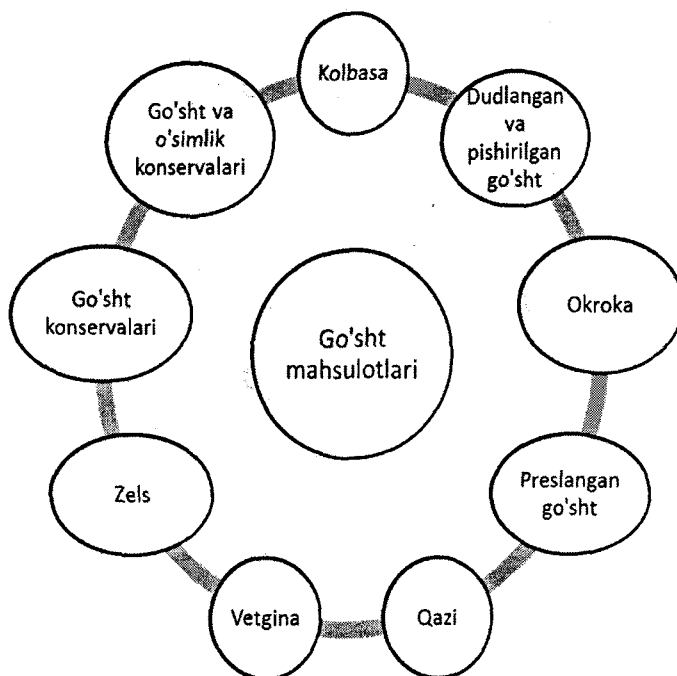 Kolbasa
Dudlangan
va
pishirilgan
go'sht
Okroka
Preslangan
go'sht
Qazi
Vetgina
Zels
Go'sht
konservalari
Go'sht va
o'simlik
konservalari
Go'sht
mahsulotlari